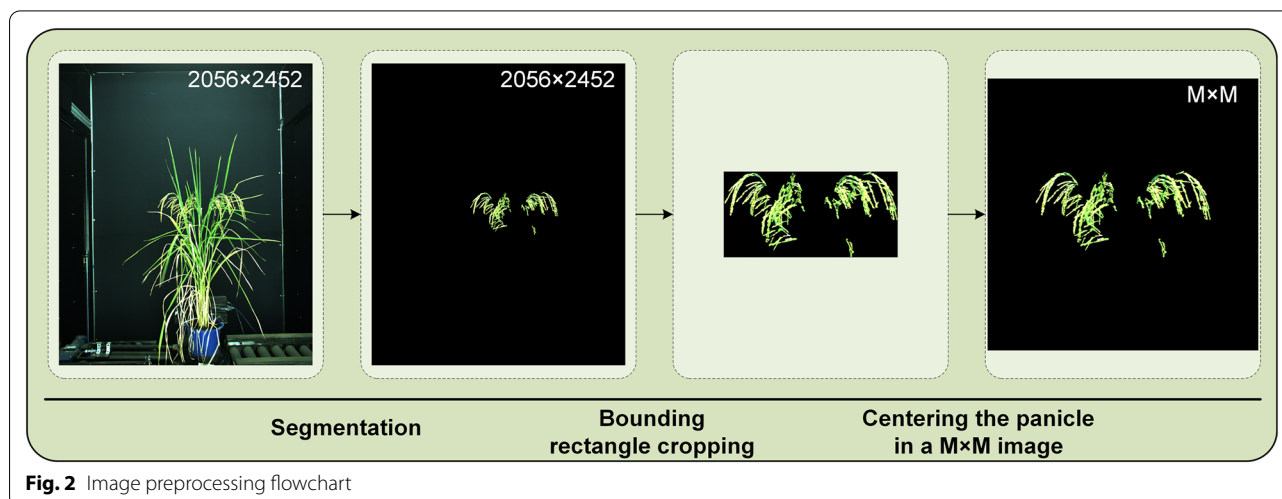 2056×2452
2056×2452
M×M
Segmentation
Bounding
rectangle cropping
Centering the panicle
in a M×M image
Fig. 2 Image preprocessing flowchart